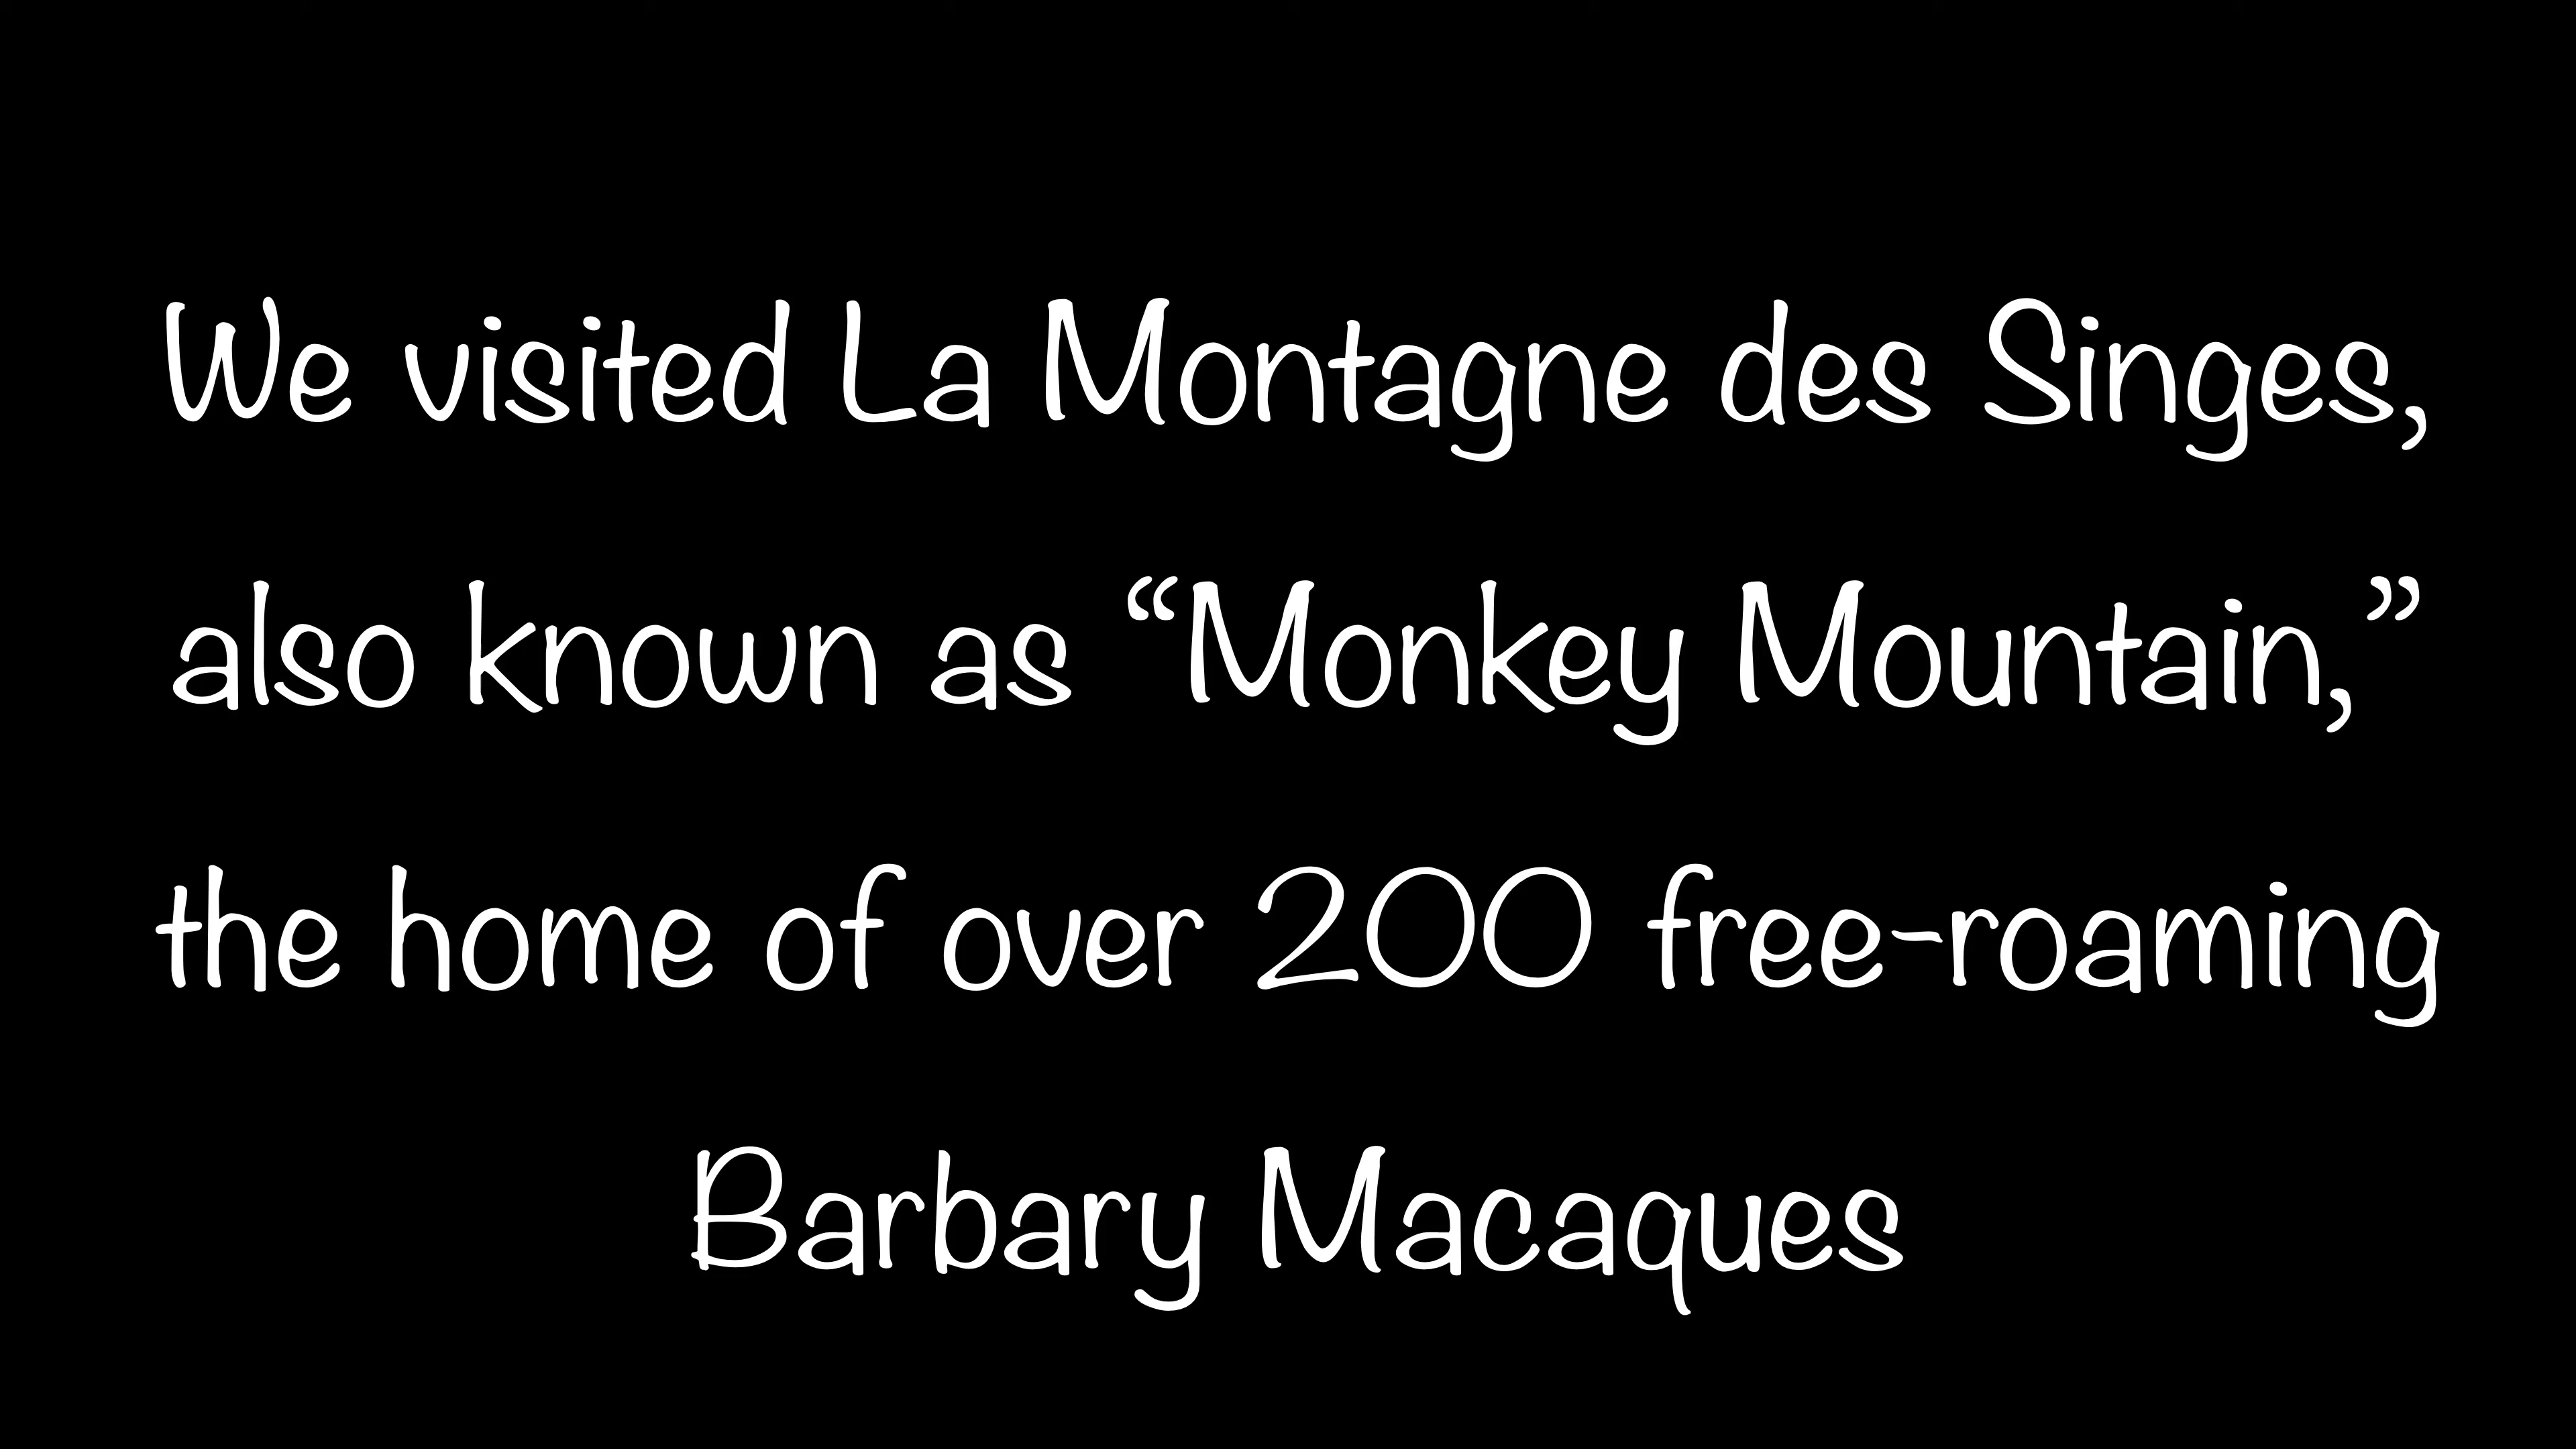 We visited La Montagne des Singes,
also known as “Monkey Mountain,”
the home of over 200 free-roaming
Barbary Macaques